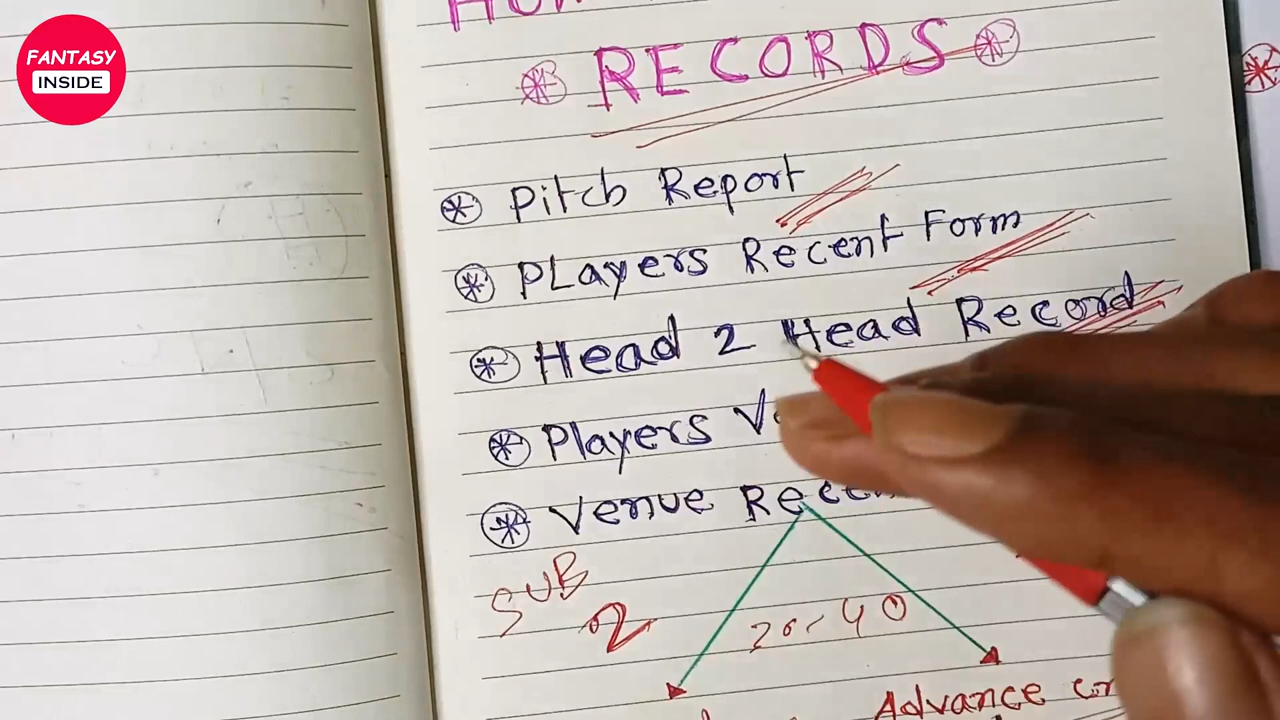 FANTASY
INSIDE
RECORDS
Pitch Report
Players Recent Form
Head 2 Head Record
Players
Venue
SUB
2
20-40
Advance